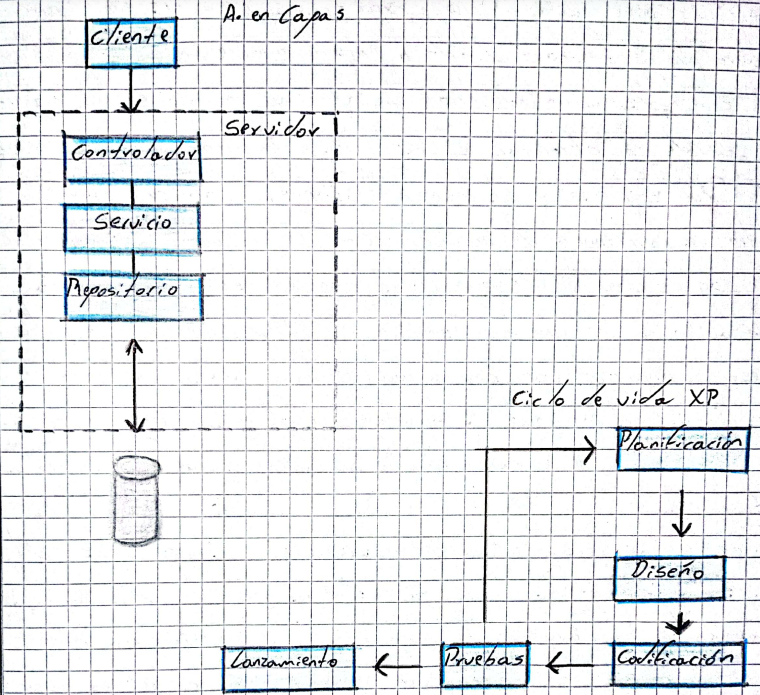 A. en Capas
Cliente
Servidor
Controlador
Servicio
Repositorio
Ciclo de vida XP
Planificación
Diseño
Codificación
Pruebas
Lanzamiento